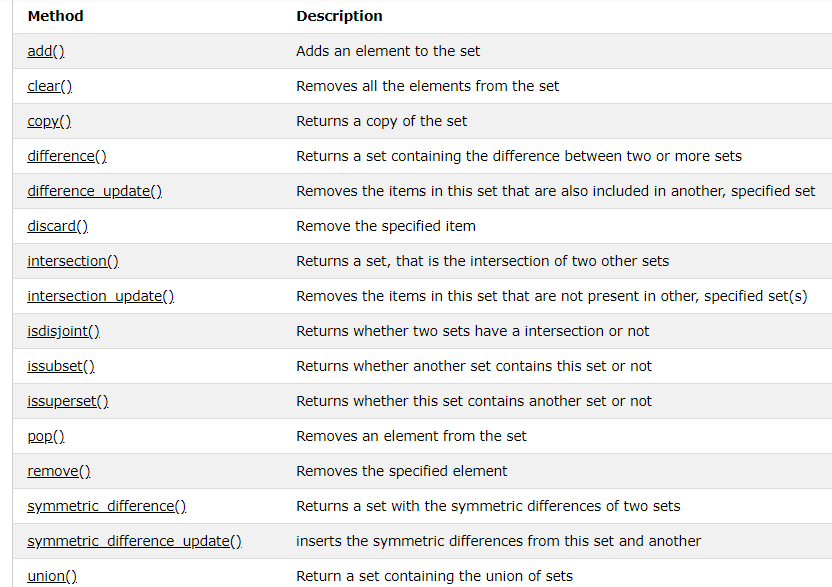 Method Description
add() Adds an element to the set
clear() Removes all the elements from the set
copy() Returns a copy of the set
difference() Returns a set containing the difference between two or more sets
difference_update() Removes the items in this set that are also included in another, specified set
discard() Remove the specified item
intersection() Returns a set, that is the intersection of two other sets
intersection_update() Removes the items in this set that are not present in other, specified set(s)
isdisjoint() Returns whether two sets have a intersection or not
issubset() Returns whether another set contains this set or not
issuperset() Returns whether this set contains another set or not
pop() Removes an element from the set
remove() Removes the specified element
symmetric_difference() Returns a set with the symmetric differences of two sets
symmetric_difference_update() inserts the symmetric differences from this set and another
union() Return a set containing the union of sets